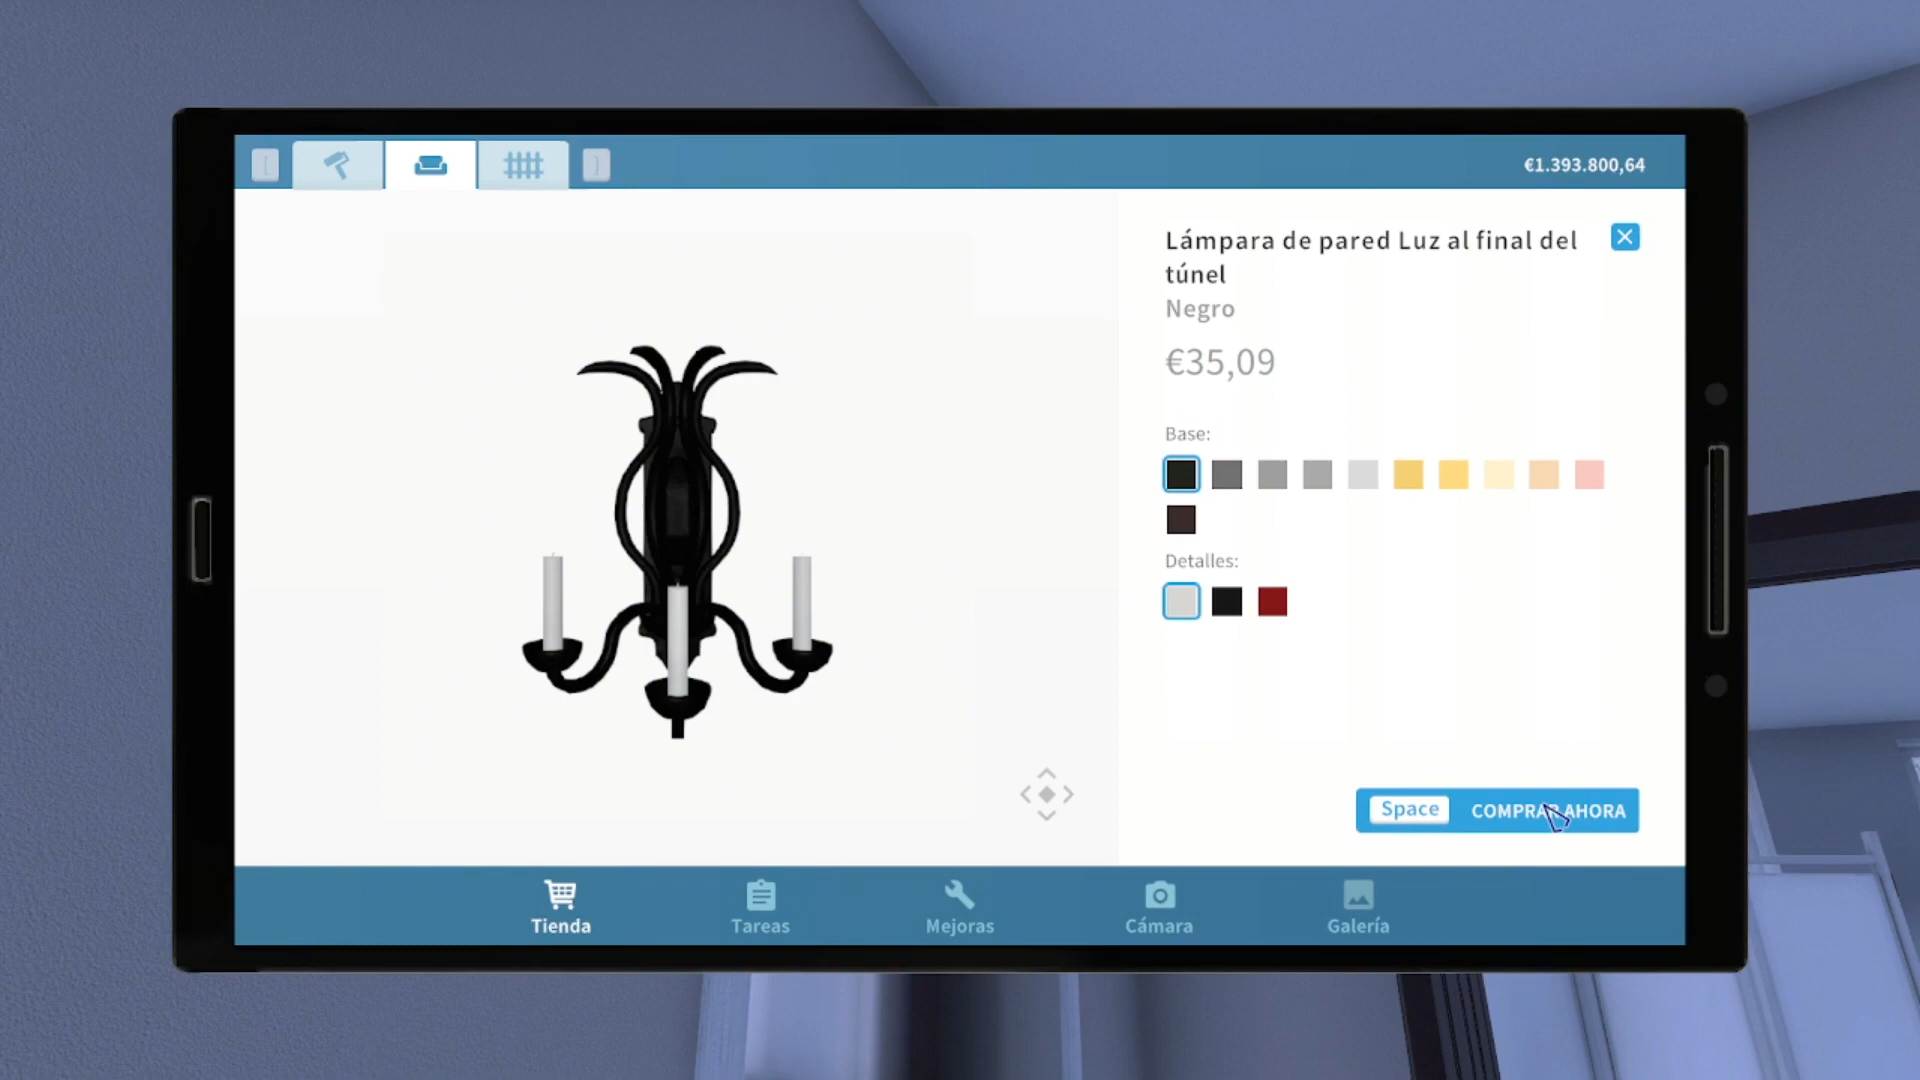 [
]
€1.393.800,64
Lámpara de pared Luz al final del
túnel
Negro
€35,09
Base:
Detalles:
Space COMPRAR AHORA
Tienda
Tareas
Mejoras
Cámara
Galería